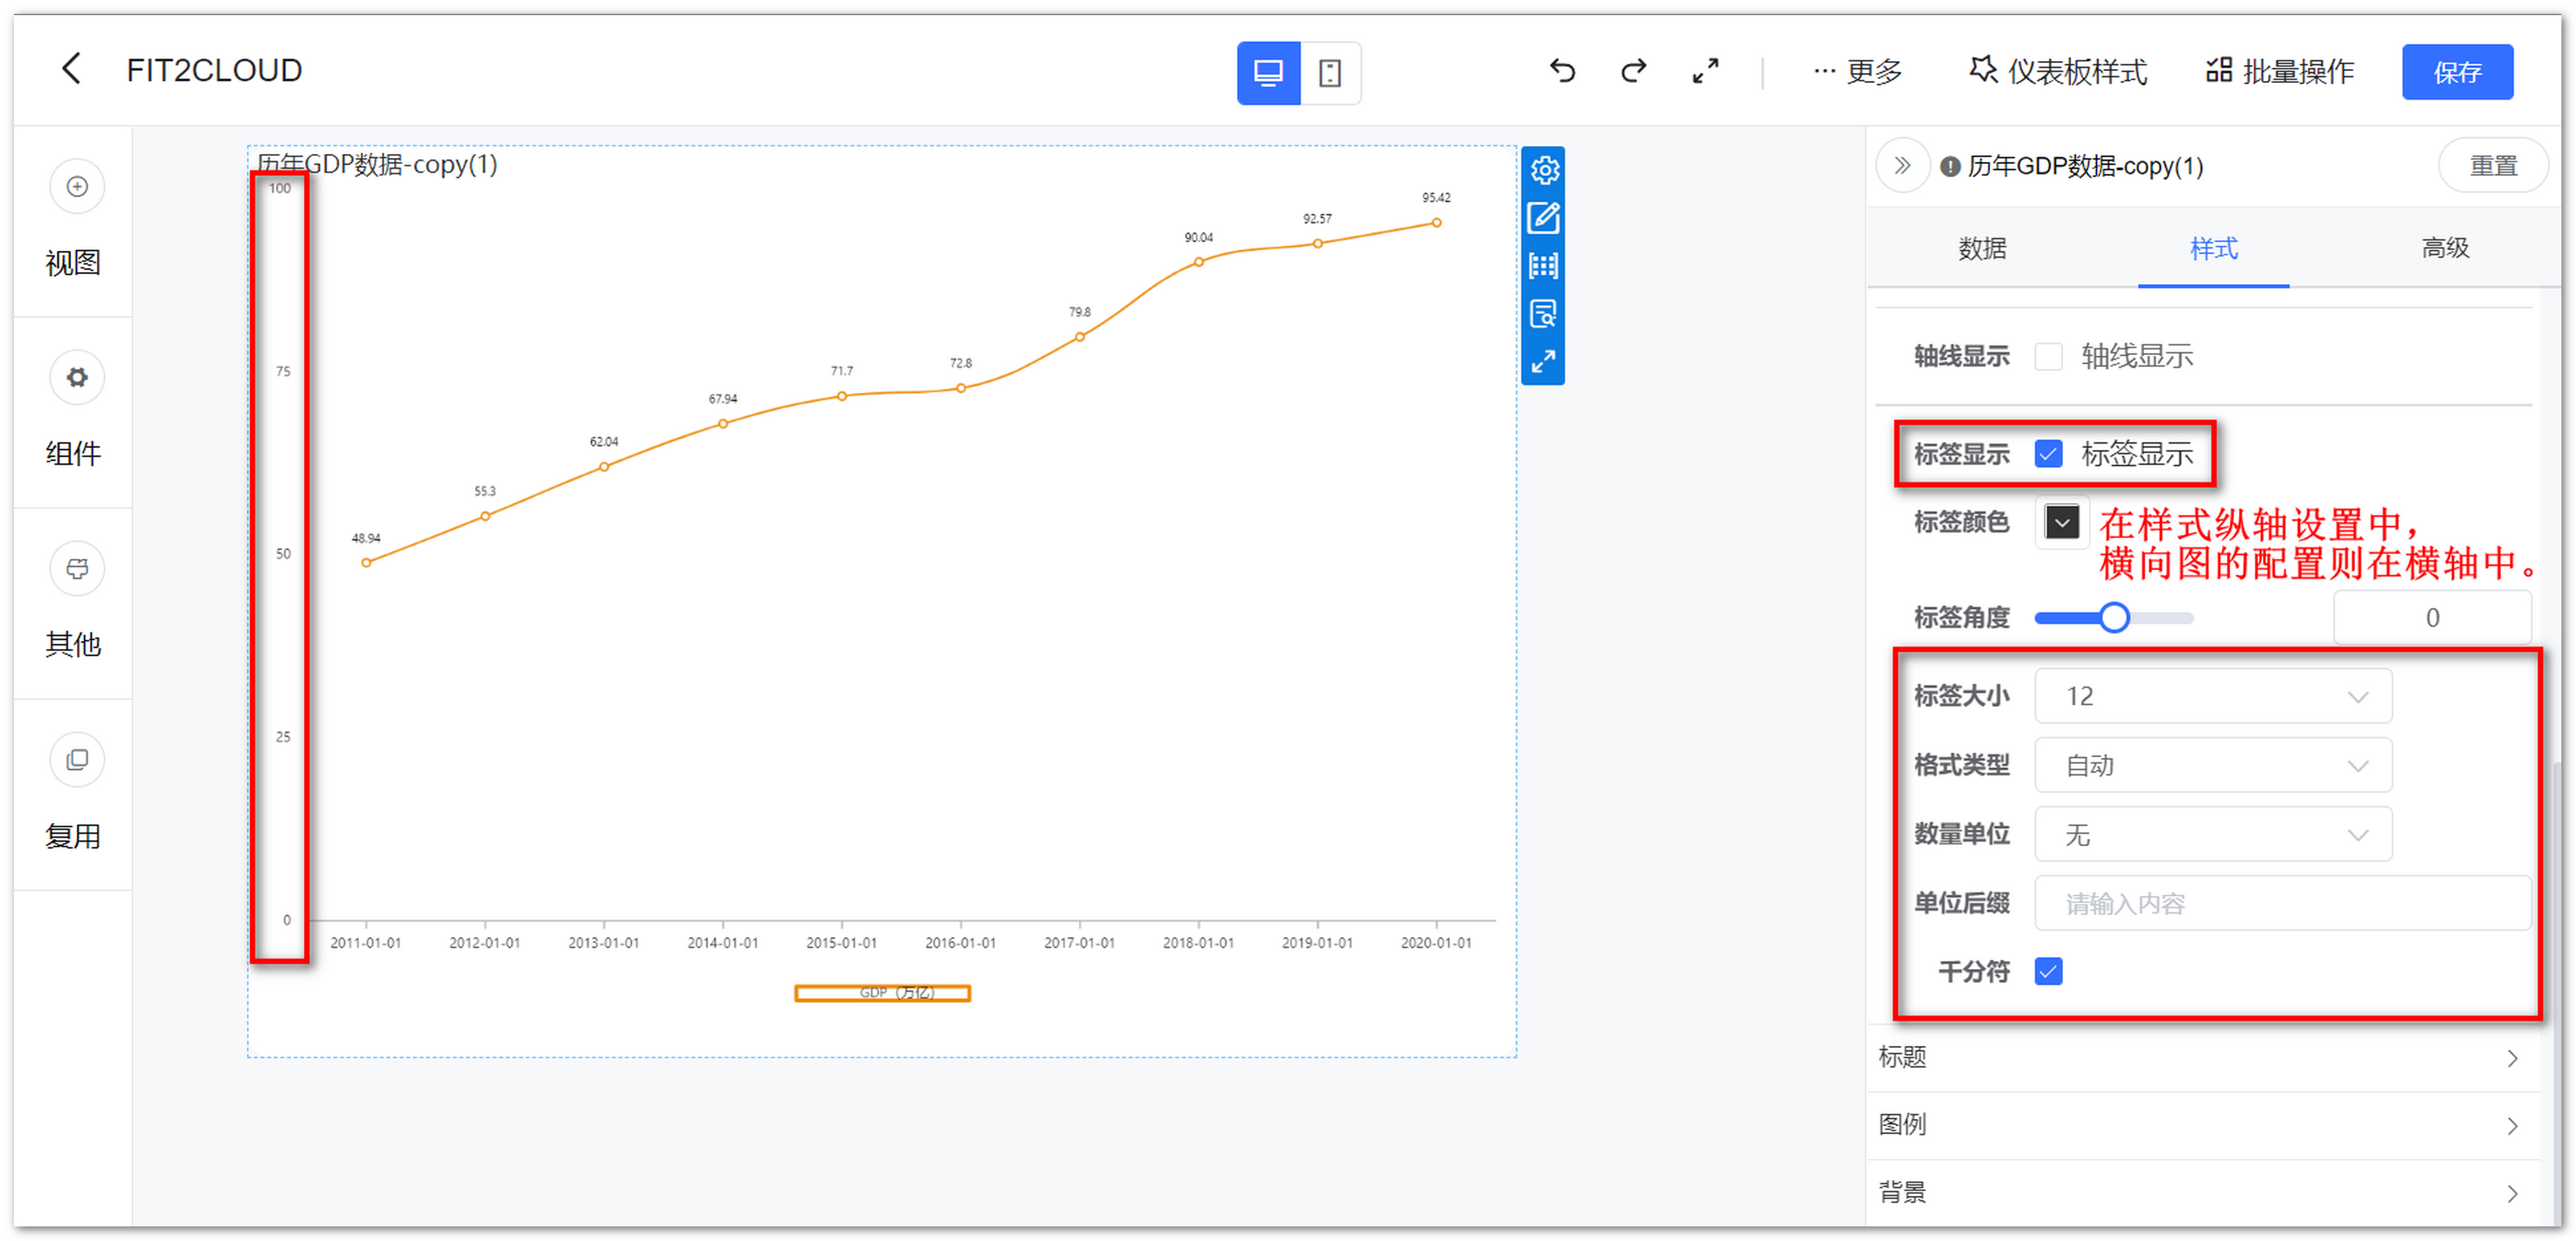 FIT2CLOUD
更多
仪表板样式
批量操作
保存
视图
组件
其他
复用
历年GDP数据-copy(1)
100
75
50
25
0
48.94
55.3
62.04
67.94
71.7
72.8
79.8
90.04
92.57
95.42
2011-01-01
2012-01-01
2013-01-01
2014-01-01
2015-01-01
2016-01-01
2017-01-01
2018-01-01
2019-01-01
2020-01-01
GDP（万亿）
历年GDP数据-copy(1)
重置
数据
样式
高级
轴线显示 轴线显示
标签显示 标签显示
标签颜色
在样式纵轴设置中，
横向图的配置则在横轴中。
标签角度 0
标签大小 12
格式类型 自动
数量单位 无
单位后缀 请输入内容
千分符
标题
图例
背景